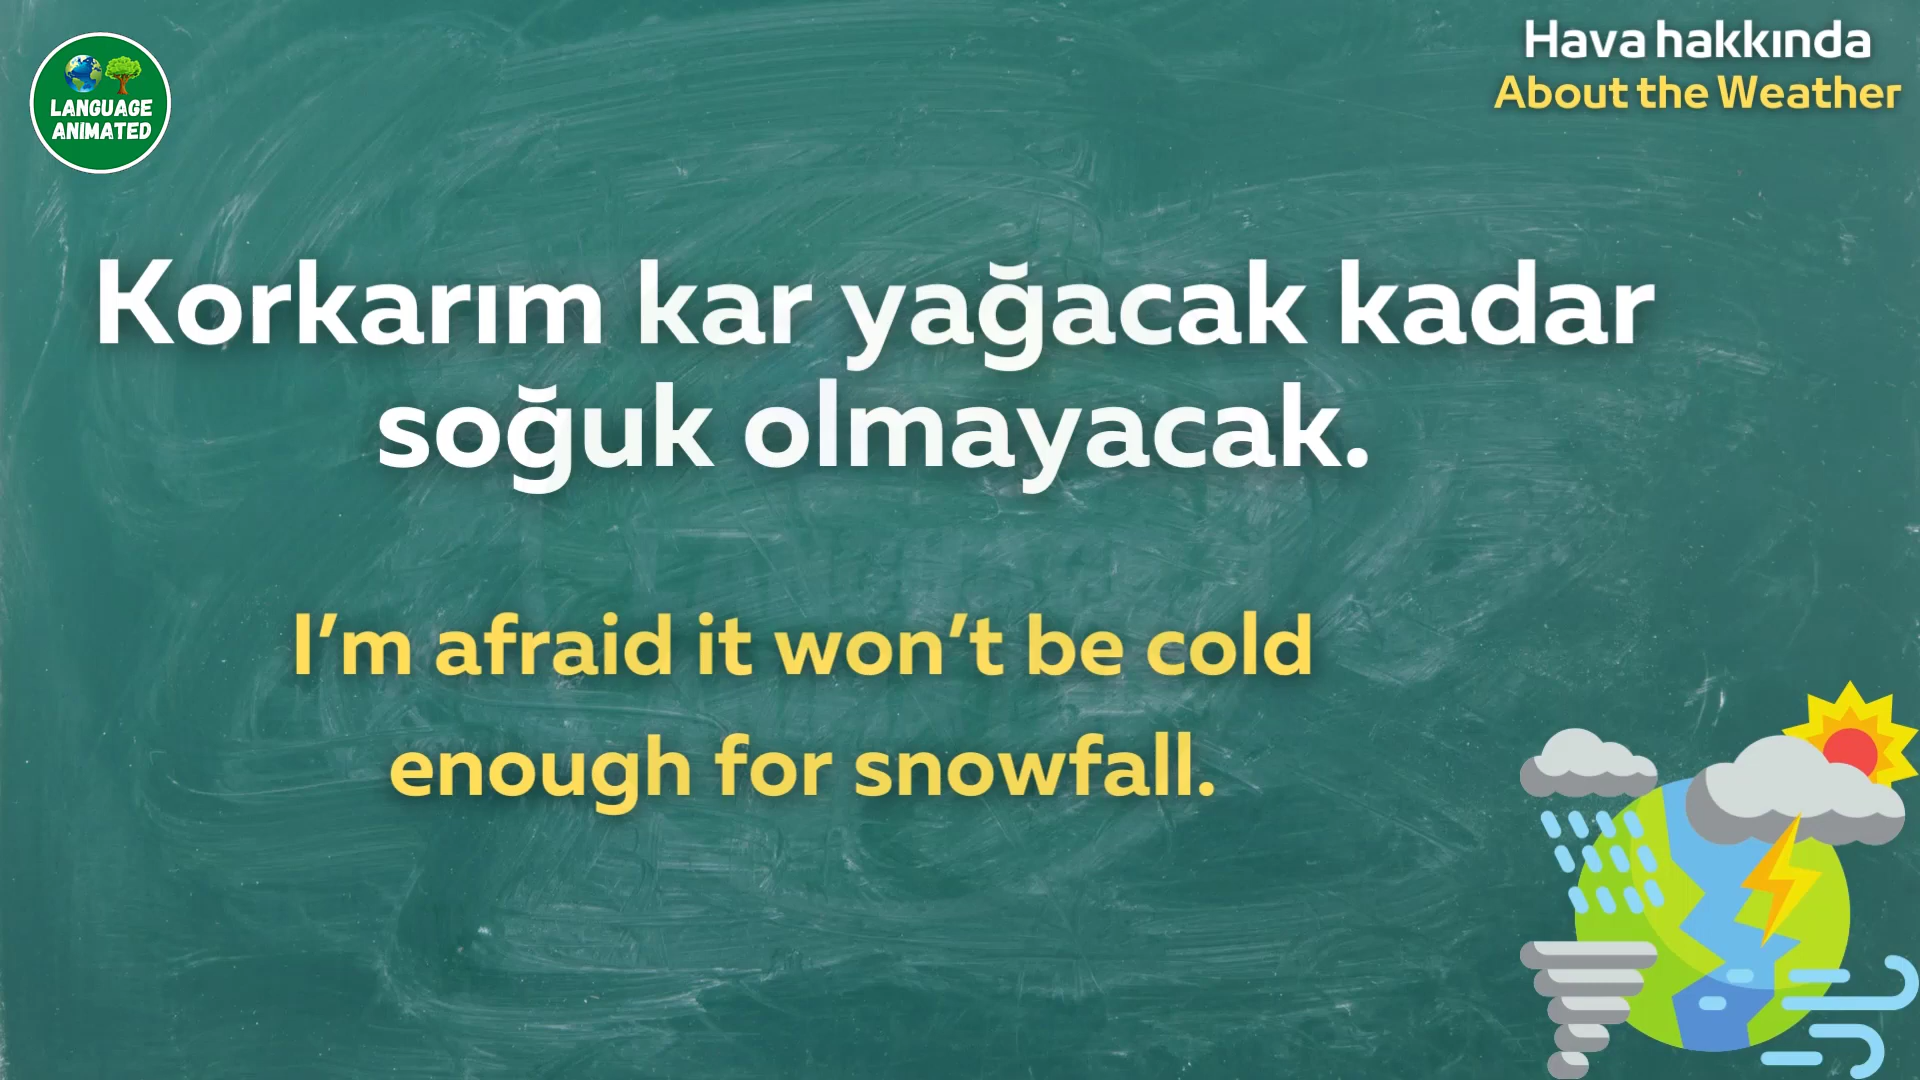 LANGUAGE
ANIMATED
Hava hakkında
About the Weather
Korkarım kar yağacak kadar
soğuk olmayacak.
I’m afraid it won’t be cold
enough for snowfall.